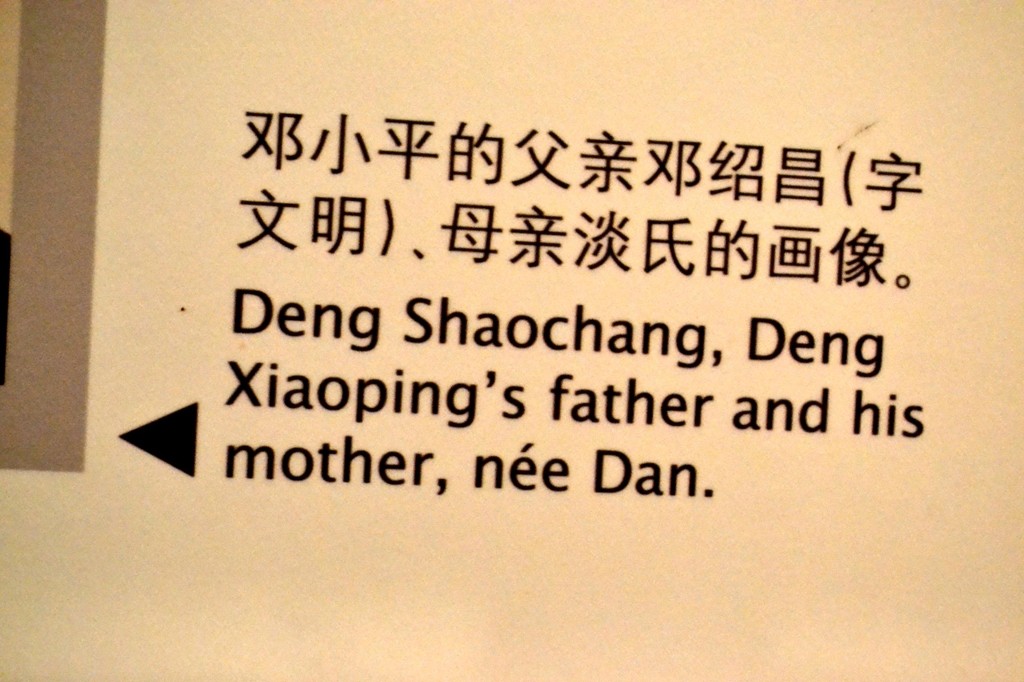 邓小平的父亲邓绍昌(字
文明)、母亲淡氏的画像。
Deng Shaochang, Deng
Xiaoping’s father and his
mother, née Dan.